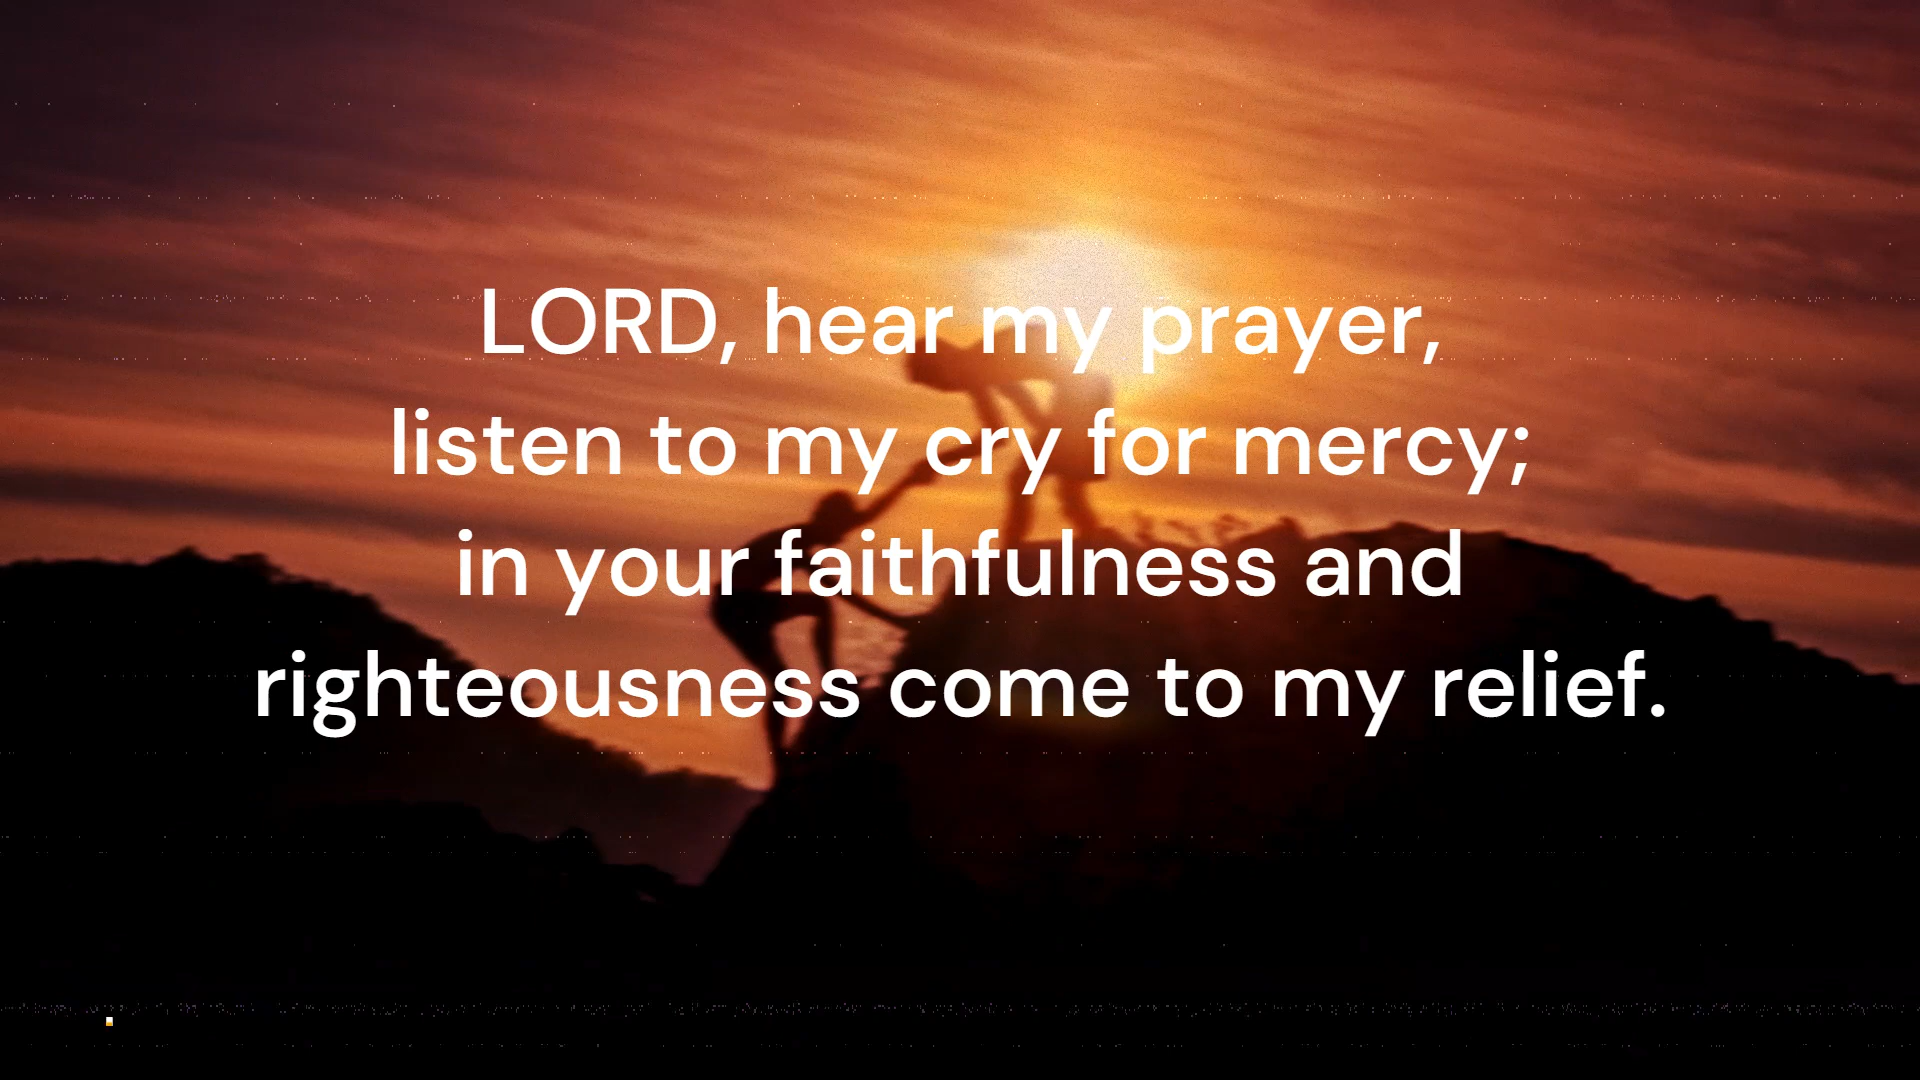 LORD, hear my prayer,
listen to my cry for mercy;
in your faithfulness and
righteousness come to my relief.